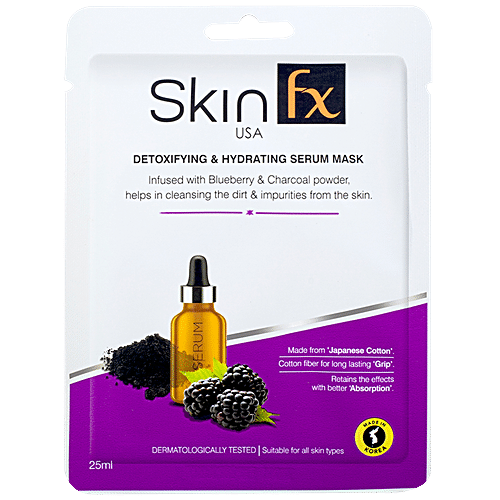 Skin fx
USA
DETOXIFYING & HYDRATING SERUM MASK
Infused with Blueberry & Charcoal powder,
helps in cleansing the dirt & impurities from the skin.
SERUM
Made from "Japanese Cotton".
Cotton fiber for long lasting "Grip".
Retains the effects
with better "Absorption".
MADE IN
KOREA
DERMATOLOGICALLY TESTED | Suitable for all skin types
25ml